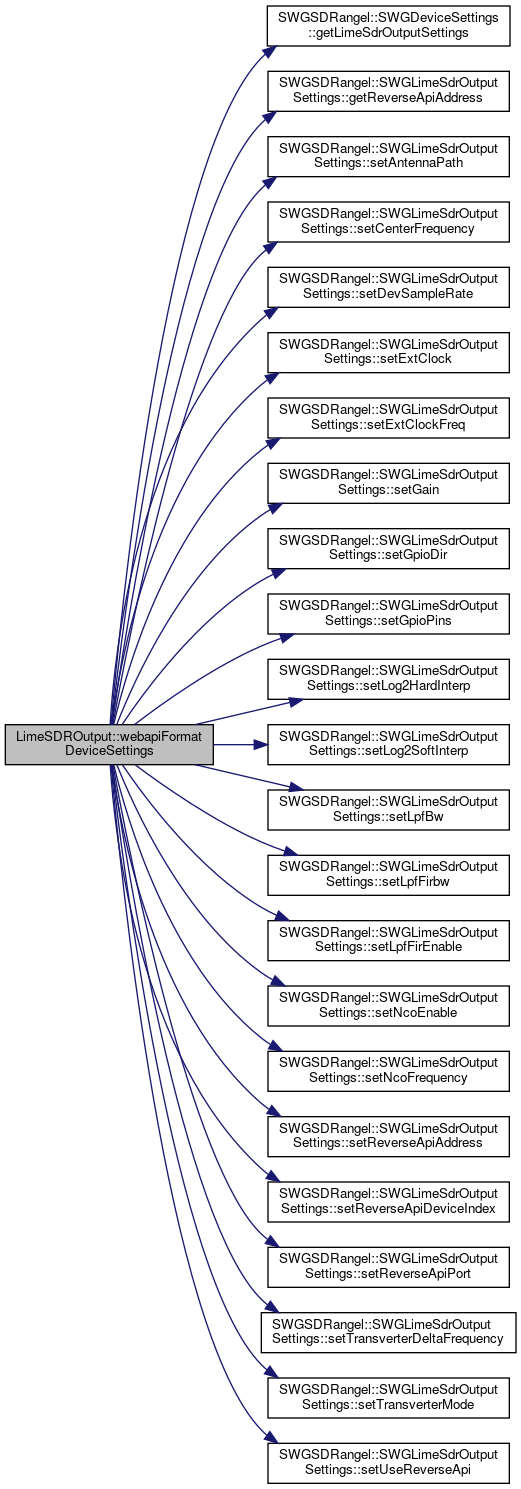 SWGSDRangel::SWGDeviceSettings
::getLimeSdrOutputSettings
SWGSDRangel::SWGLimeSdrOutput
Settings::getReverseApiAddress
SWGSDRangel::SWGLimeSdrOutput
Settings::setAntennaPath
SWGSDRangel::SWGLimeSdrOutput
Settings::setCenterFrequency
SWGSDRangel::SWGLimeSdrOutput
Settings::setDevSampleRate
SWGSDRangel::SWGLimeSdrOutput
Settings::setExtClock
SWGSDRangel::SWGLimeSdrOutput
Settings::setExtClockFreq
SWGSDRangel::SWGLimeSdrOutput
Settings::setGain
SWGSDRangel::SWGLimeSdrOutput
Settings::setGpioDir
SWGSDRangel::SWGLimeSdrOutput
Settings::setGpioPins
SWGSDRangel::SWGLimeSdrOutput
Settings::setLog2HardInterp
LimeSDROutput::webapiFormat
DeviceSettings
SWGSDRangel::SWGLimeSdrOutput
Settings::setLog2SoftInterp
SWGSDRangel::SWGLimeSdrOutput
Settings::setLpfBw
SWGSDRangel::SWGLimeSdrOutput
Settings::setLpfFirbw
SWGSDRangel::SWGLimeSdrOutput
Settings::setLpfFirEnable
SWGSDRangel::SWGLimeSdrOutput
Settings::setNcoEnable
SWGSDRangel::SWGLimeSdrOutput
Settings::setNcoFrequency
SWGSDRangel::SWGLimeSdrOutput
Settings::setReverseApiAddress
SWGSDRangel::SWGLimeSdrOutput
Settings::setReverseApiDeviceIndex
SWGSDRangel::SWGLimeSdrOutput
Settings::setReverseApiPort
SWGSDRangel::SWGLimeSdrOutput
Settings::setTransverterDeltaFrequency
SWGSDRangel::SWGLimeSdrOutput
Settings::setTransverterMode
SWGSDRangel::SWGLimeSdrOutput
Settings::setUseReverseApi